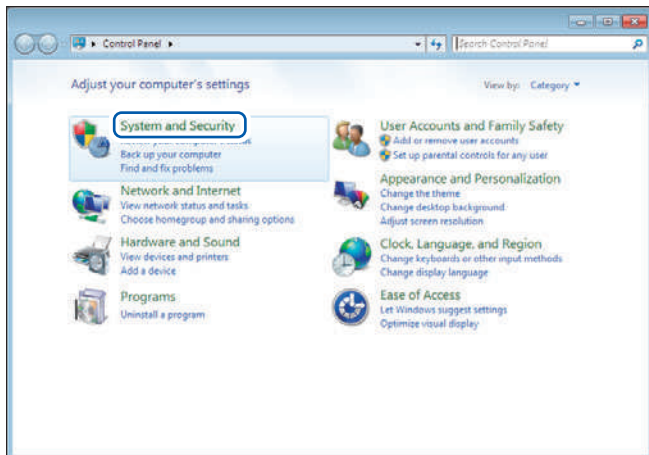 Control Panel
Search Control Panel
Adjust your computer's settings
View by: Category
System and Security
Back up your computer
Find and fix problems
Network and Internet
View network status and tasks
Choose homegroup and sharing options
Hardware and Sound
View devices and printers
Add a device
Programs
Uninstall a program
User Accounts and Family Safety
Add or remove user accounts
Set up parental controls for any user
Appearance and Personalization
Change the theme
Change desktop background
Adjust screen resolution
Clock, Language, and Region
Change keyboards or other input methods
Change display language
Ease of Access
Let Windows suggest settings
Optimize visual display